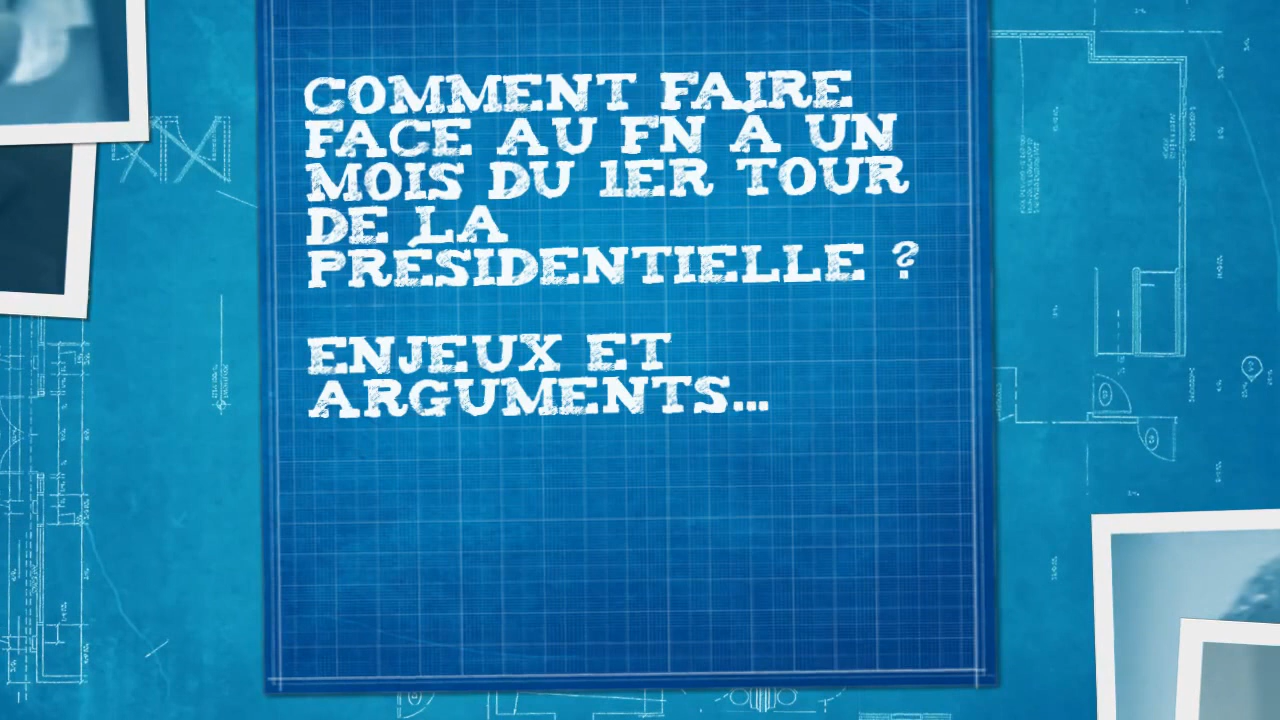 COMMENT FAIRE
FACE AU FN À UN
MOIS DU 1ER TOUR
DE LA
PRÉSIDENTIELLE ?
ENJEUX ET
ARGUMENTS...